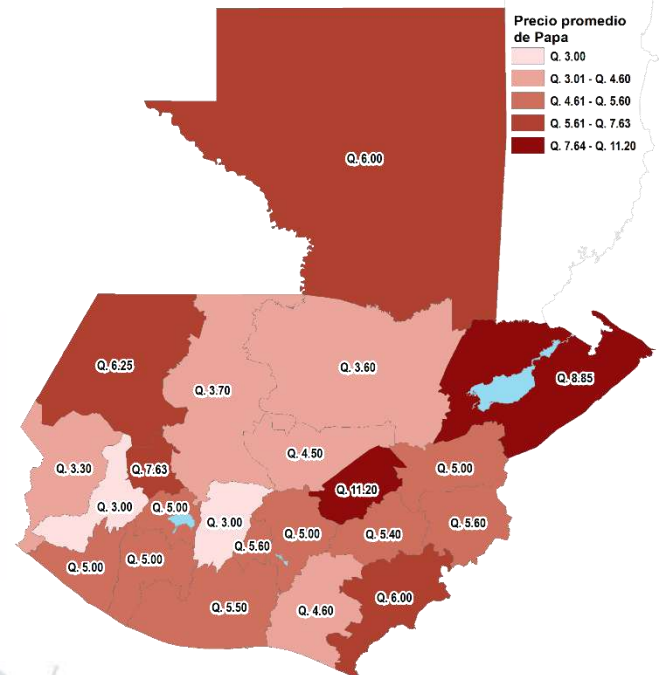 Precio promedio
de Papa
Q. 3.00
Q. 3.01 - Q. 4.60
Q. 4.61 - Q. 5.60
Q. 5.61 - Q. 7.63
Q. 7.64 - Q. 11.20
Q. 6.00
Q. 6.25
Q. 3.70
Q. 3.60
Q. 8.85
Q. 4.50
Q. 3.30
Q. 7.63
Q. 5.00
Q. 11.20
Q. 3.00
Q. 5.00
Q. 3.00
Q. 5.60
Q. 5.00
Q. 5.40
Q. 5.60
Q. 5.00
Q. 5.00
Q. 5.50
Q. 4.60
Q. 6.00